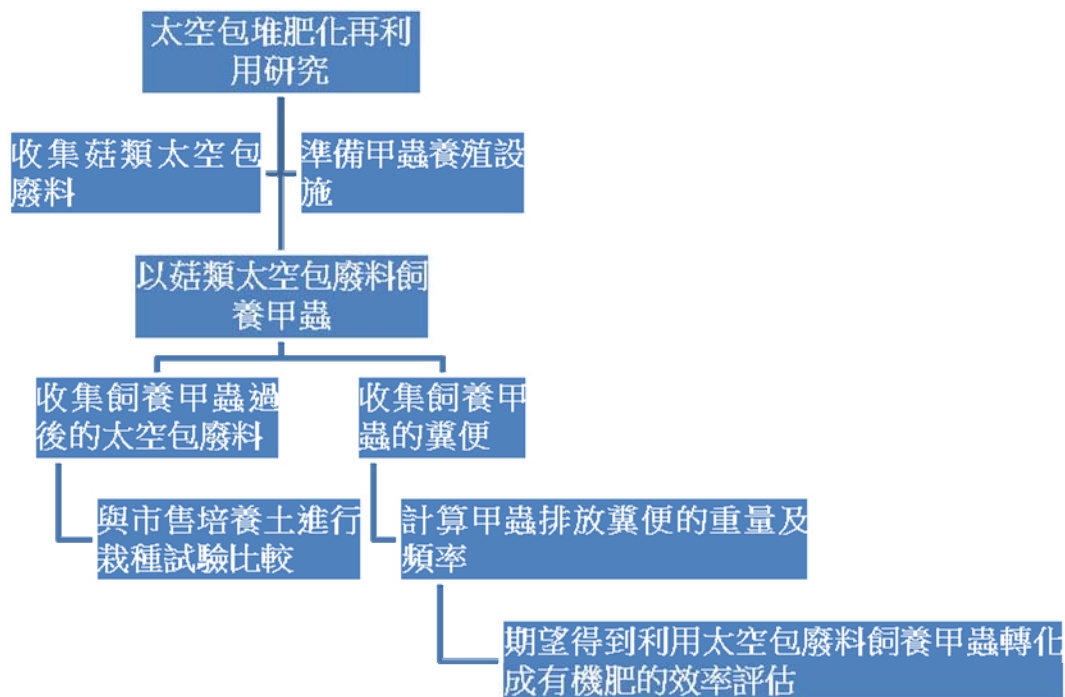 太空包堆肥化再利
用研究
收集菇類太空包
廢料
準備甲蟲養殖設
施
以菇類太空包廢料飼
養甲蟲
收集飼養甲蟲過
後的太空包廢料
收集飼養甲
蟲的糞便
與市售培養土進行
栽種試驗比較
計算甲蟲排放糞便的重量及
頻率
期望得到利用太空包廢料飼養甲蟲轉化
成有機肥的效率評估